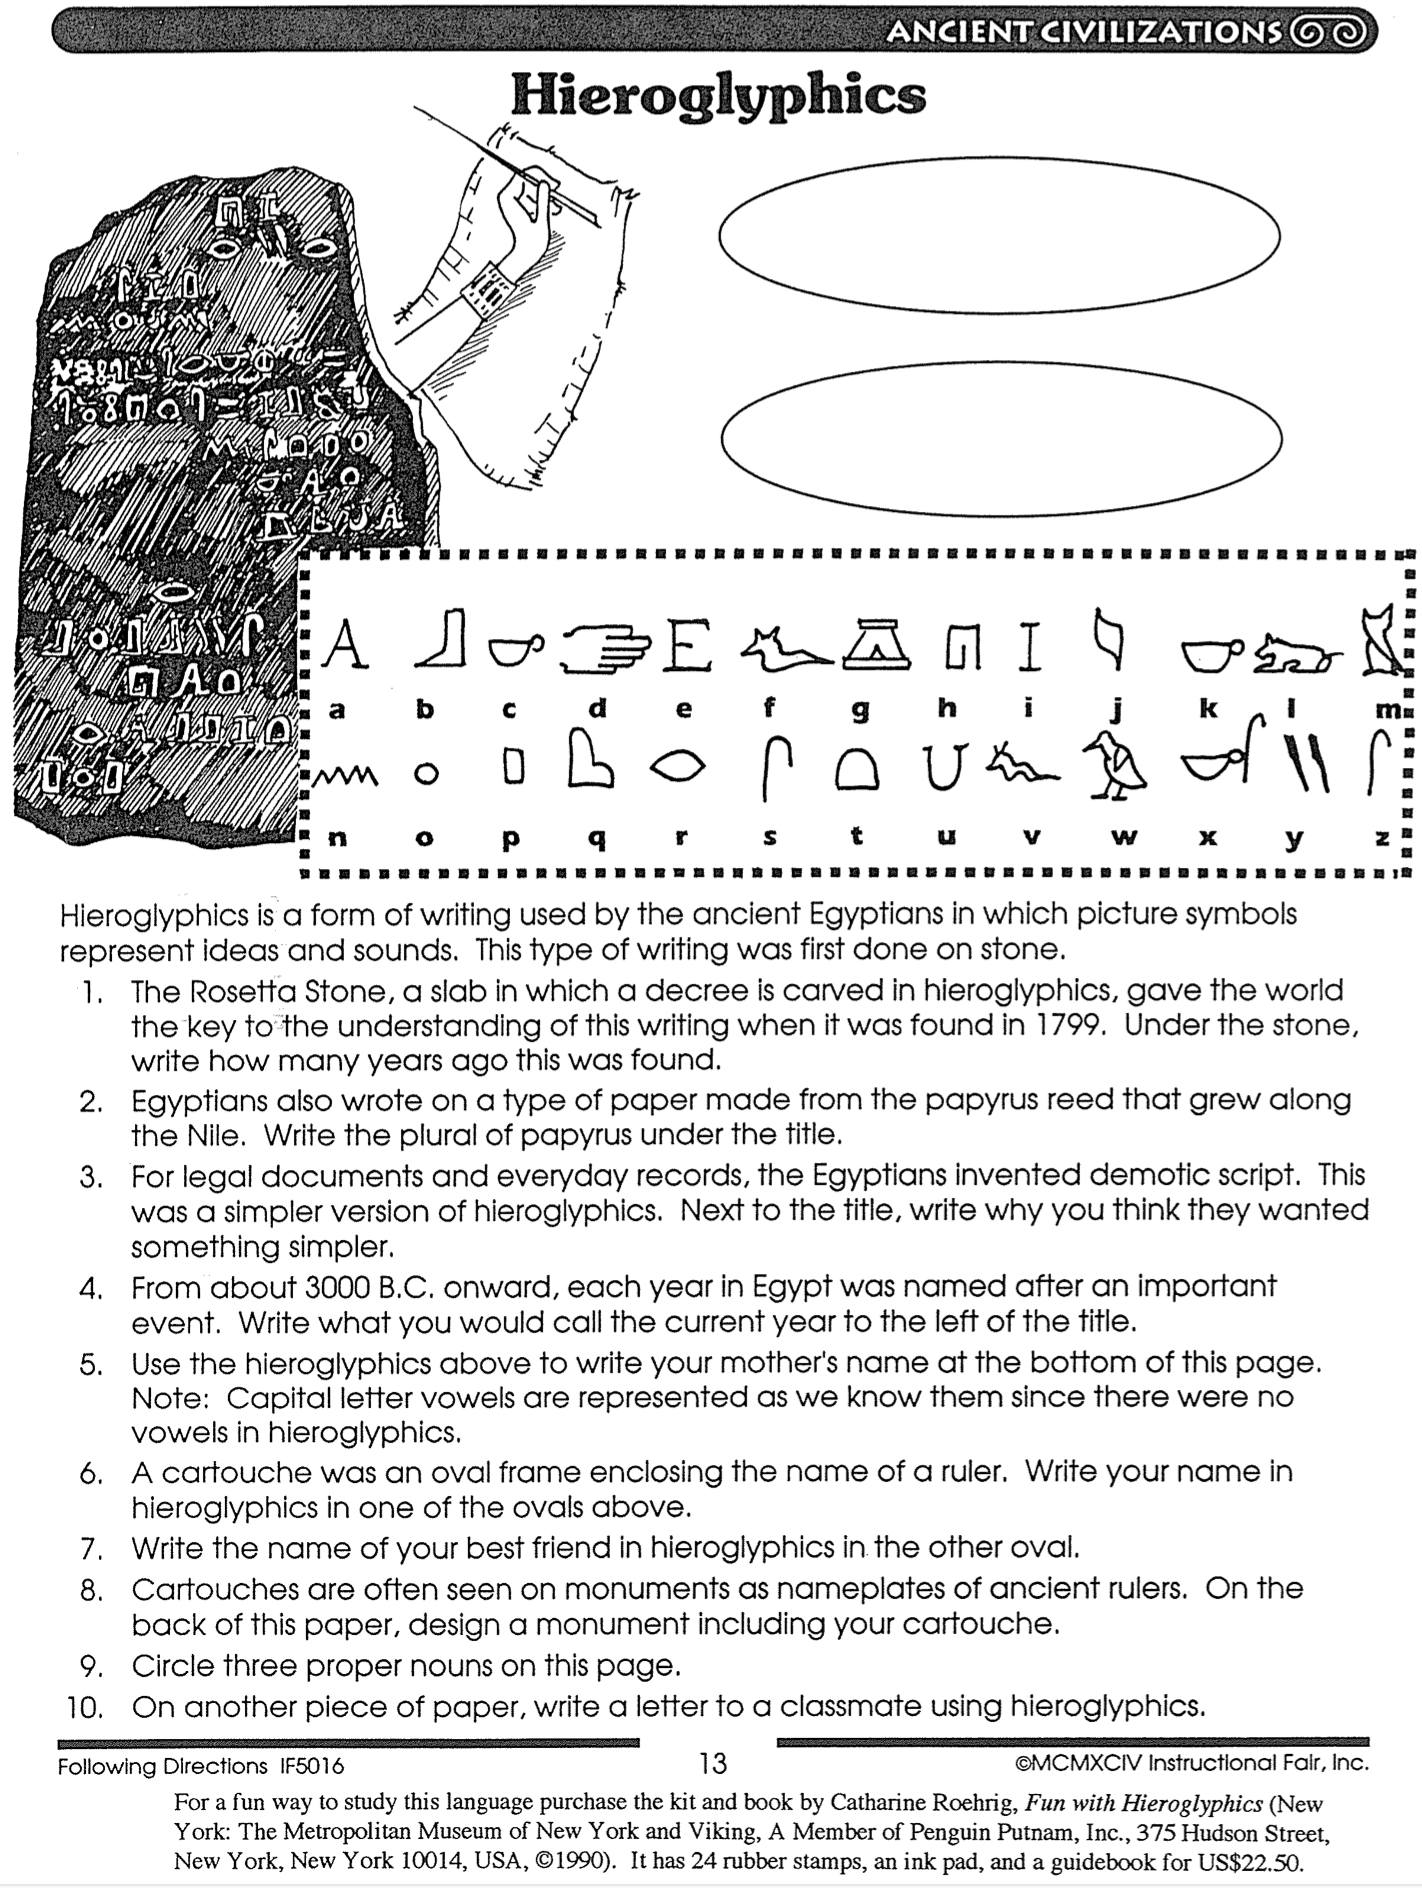 ANCIENT CIVILIZATIONS
Hieroglyphics
a b c d e f g h i j k l m
n o p q r s t u v w x y z
Hieroglyphics is a form of writing used by the ancient Egyptians in which picture symbols
represent ideas and sounds. This type of writing was first done on stone.
1. The Rosetta Stone, a slab in which a decree is carved in hieroglyphics, gave the world
the key to the understanding of this writing when it was found in 1799. Under the stone,
write how many years ago this was found.
2. Egyptians also wrote on a type of paper made from the papyrus reed that grew along
the Nile. Write the plural of papyrus under the title.
3. For legal documents and everyday records, the Egyptians invented demotic script. This
was a simpler version of hieroglyphics. Next to the title, write why you think they wanted
something simpler.
4. From about 3000 B.C. onward, each year in Egypt was named after an important
event. Write what you would call the current year to the left of the title.
5. Use the hieroglyphics above to write your mother's name at the bottom of this page.
Note: Capital letter vowels are represented as we know them since there were no
vowels in hieroglyphics.
6. A cartouche was an oval frame enclosing the name of a ruler. Write your name in
hieroglyphics in one of the ovals above.
7. Write the name of your best friend in hieroglyphics in the other oval.
8. Cartouches are often seen on monuments as nameplates of ancient rulers. On the
back of this paper, design a monument including your cartouche.
9. Circle three proper nouns on this page.
10. On another piece of paper, write a letter to a classmate using hieroglyphics.
Following Directions IF5016 13 ©MCMXCIV Instructional Fair, Inc.
For a fun way to study this language purchase the kit and book by Catharine Roehrig, Fun with Hieroglyphics (New
York: The Metropolitan Museum of New York and Viking, A Member of Penguin Putnam, Inc., 375 Hudson Street,
New York, New York 10014, USA, ©1990). It has 24 rubber stamps, an ink pad, and a guidebook for US$22.50.